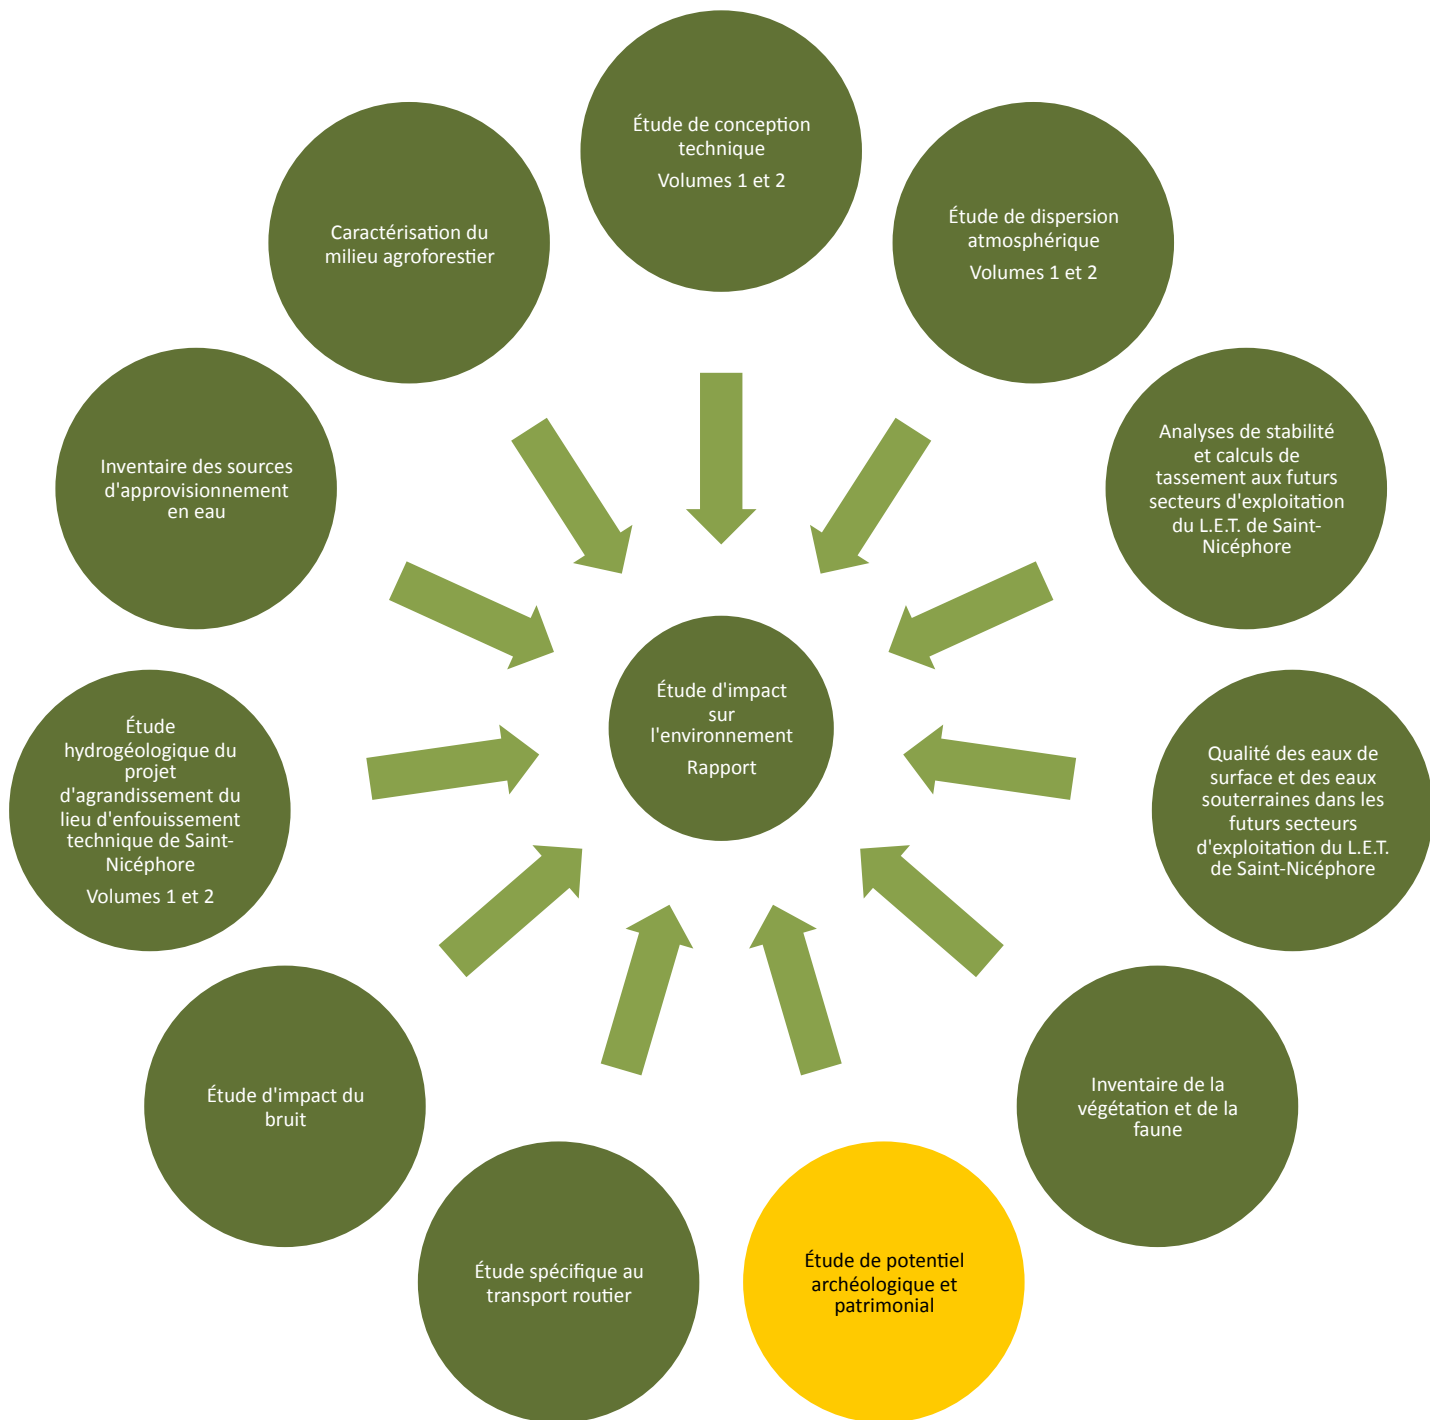 Étude de conception
technique
Volumes 1 et 2
Étude de dispersion
atmosphérique
Volumes 1 et 2
Analyses de stabilité
et calculs de
tassement aux futurs
secteurs d'exploitation
du L.E.T. de Saint-
Nicéphore
Qualité des eaux de
surface et des eaux
souterraines dans les
futurs secteurs
d'exploitation du L.E.T.
de Saint-Nicéphore
Inventaire de la
végétation et de la
faune
Étude de potentiel
archéologique et
patrimonial
Étude spécifique au
transport routier
Étude d'impact du
bruit
Étude
hydrogéologique du
projet
d'agrandissement du
lieu d'enfouissement
technique de Saint-
Nicéphore
Volumes 1 et 2
Inventaire des sources
d'approvisionnement
en eau
Caractérisation du
milieu agroforestier
Étude d'impact
sur
l'environnement
Rapport